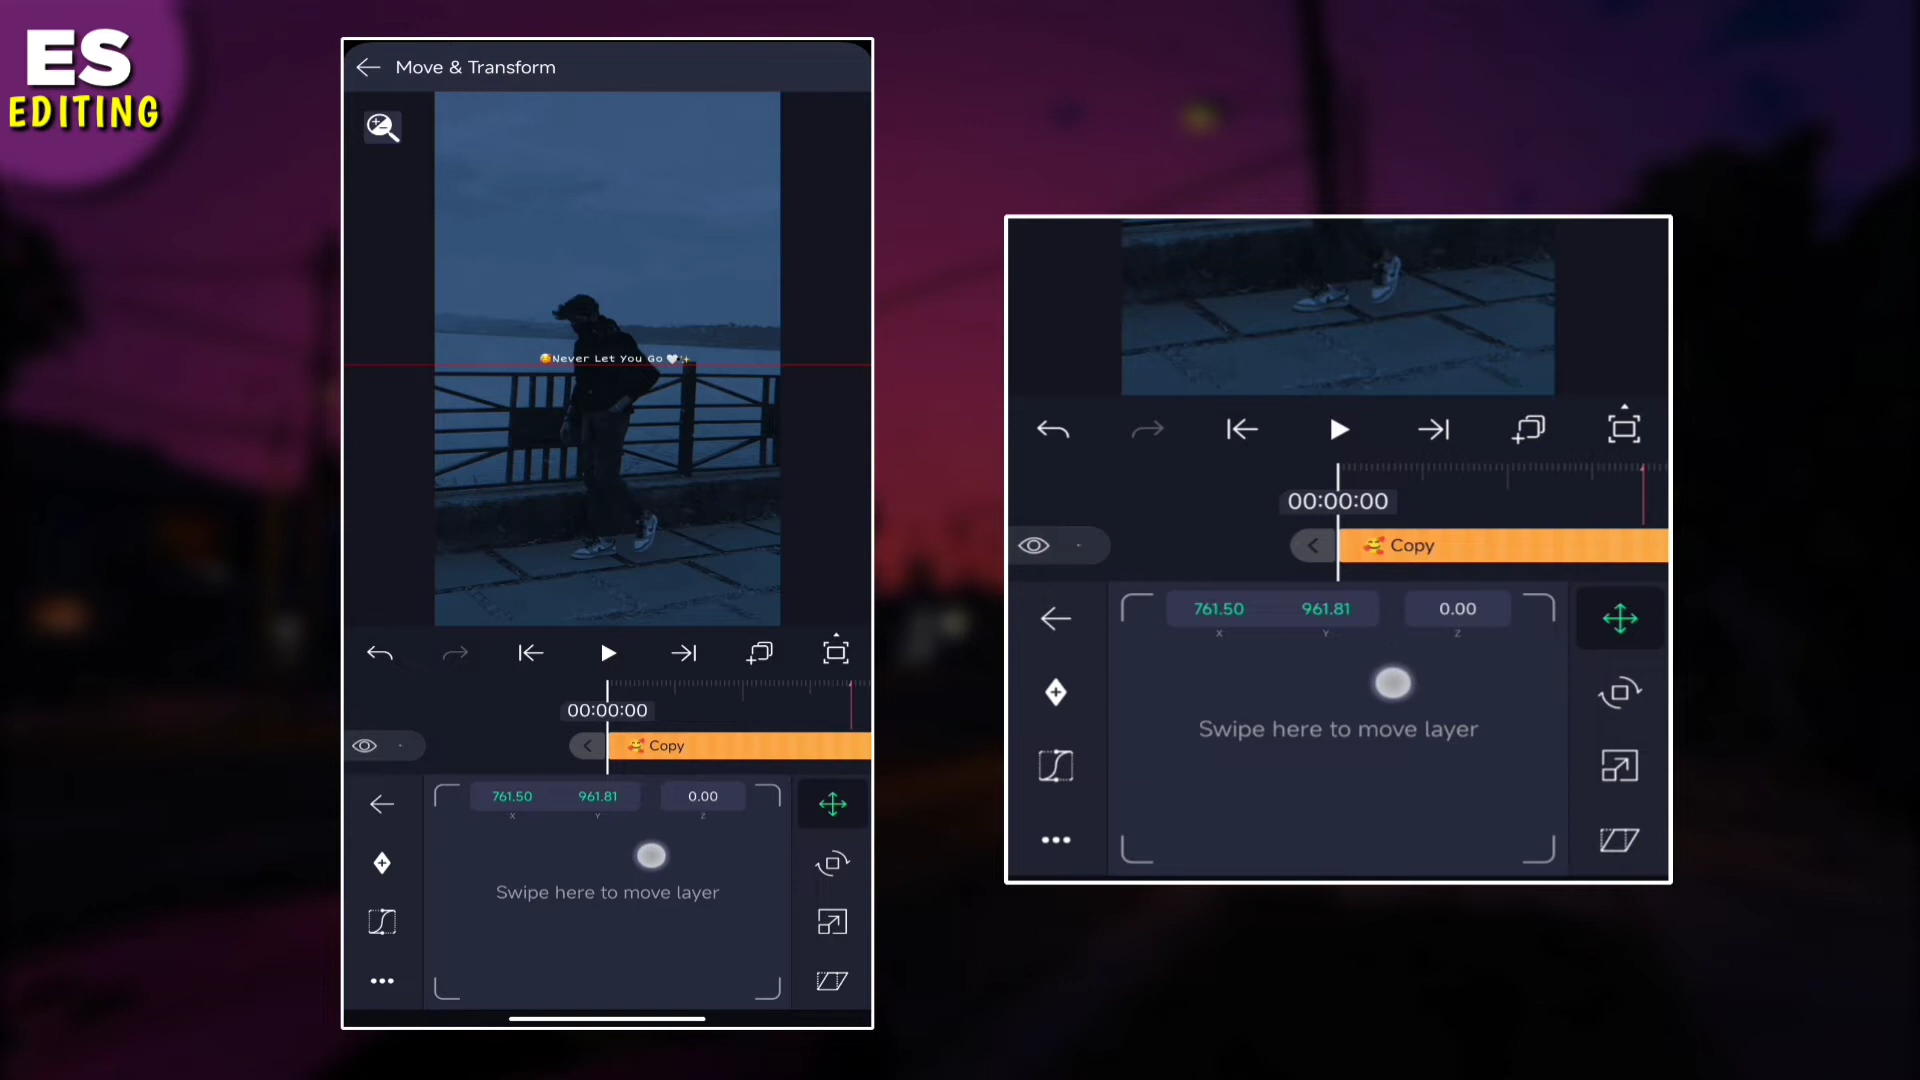 ES
EDITING
Move & Transform
🥰Never Let You Go 🤍✨
00:00:00
🥰 Copy
761.50 961.81 0.00
X Y Z
Swipe here to move layer
00:00:00
🥰 Copy
761.50 961.81 0.00
X Y Z
Swipe here to move layer